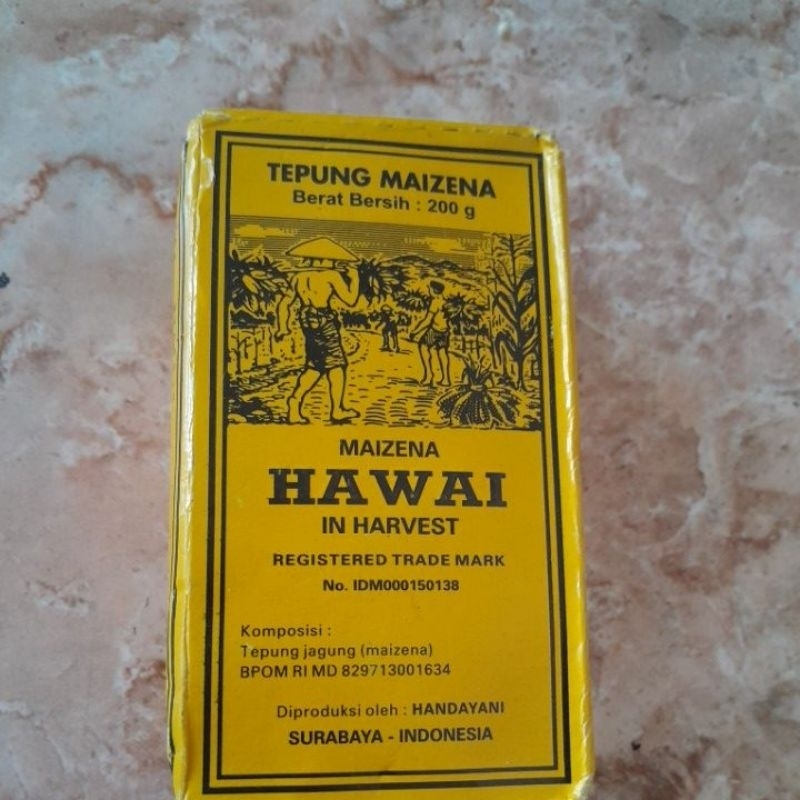 TEPUNG MAIZENA
Berat Bersih : 200 g
MAIZENA
HAWAI
IN HARVEST
REGISTERED TRADE MARK
No. IDM000150138
Komposisi :
Tepung jagung (maizena)
BPOM RI MD 829713001634
Diproduksi oleh : HANDAYANI
SURABAYA - INDONESIA